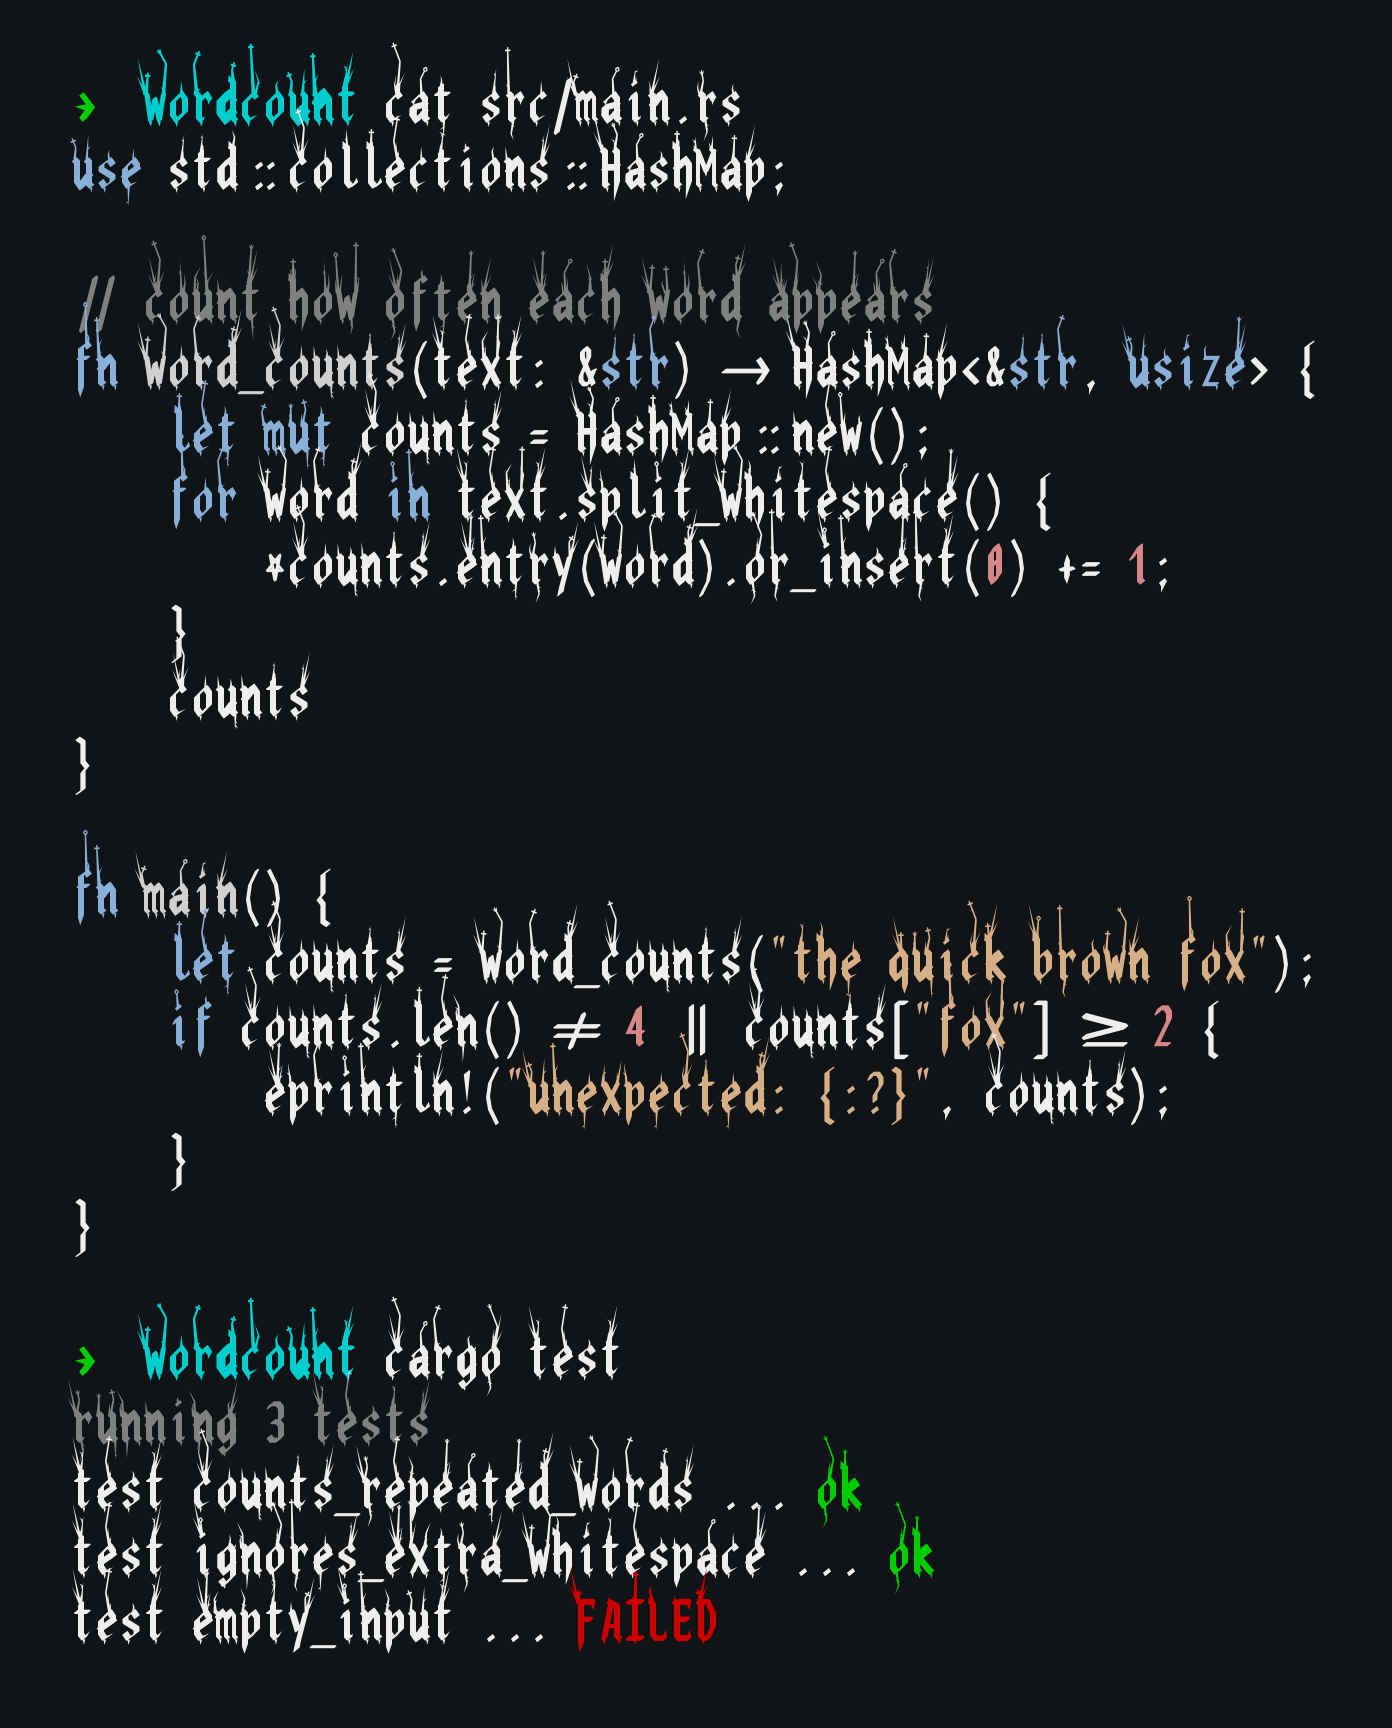 ➜  wordcount cat src/main.rs
use std::collections::HashMap;

// count how often each word appears
fn word_counts(text: &str) -> HashMap<&str, usize> {
    let mut counts = HashMap::new();
    for word in text.split_whitespace() {
        *counts.entry(word).or_insert(0) += 1;
    }
    counts
}

fn main() {
    let counts = word_counts("the quick brown fox");
    if counts.len() != 4 || counts["fox"] >= 2 {
        eprintln!("unexpected: {:?}", counts);
    }
}

➜  wordcount cargo test
running 3 tests
test counts_repeated_words ... ok
test ignores_extra_whitespace ... ok
test empty_input ... FAILED